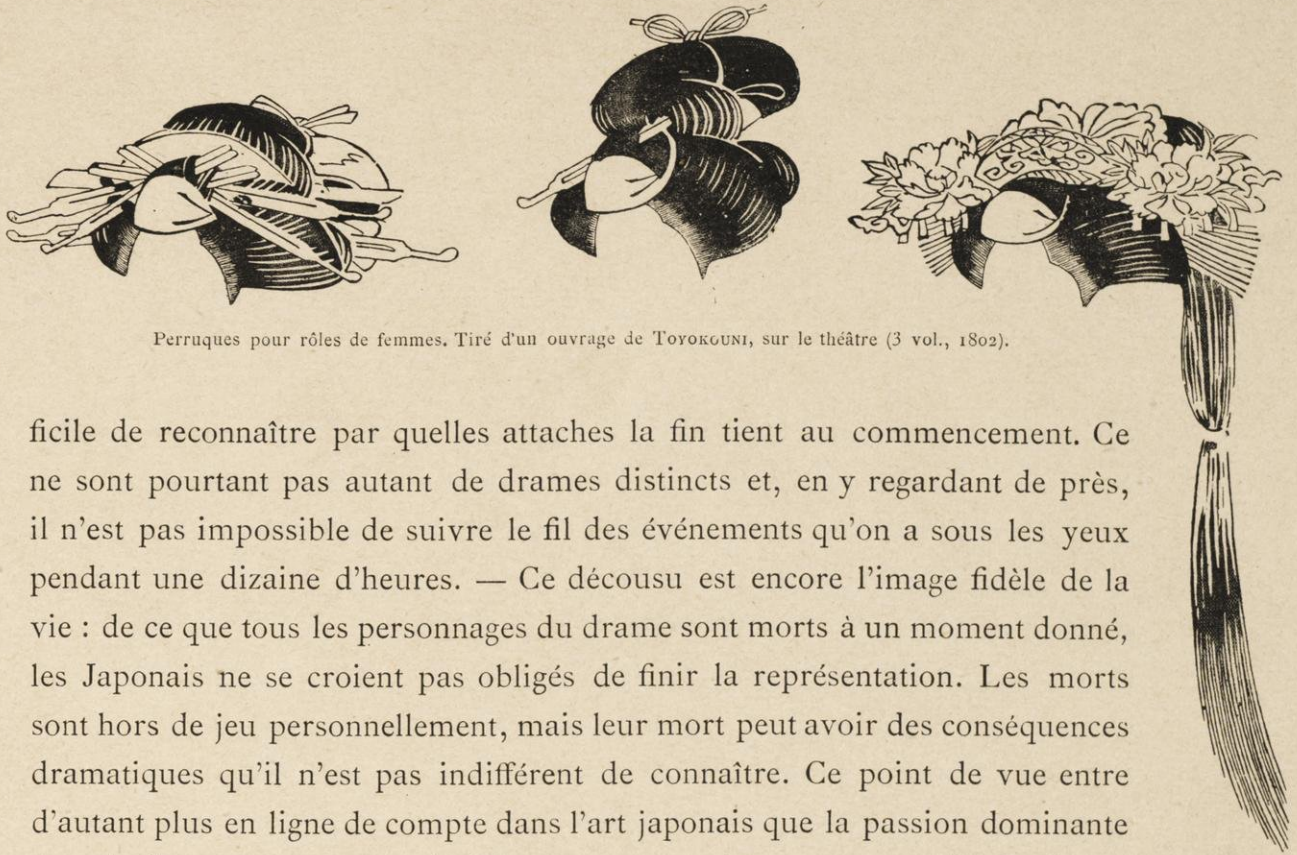 Perruques pour rôles de femmes. Tiré d'un ouvrage de TOYOKOUNI, sur le théâtre (3 vol., 1802).
ficile de reconnaître par quelles attaches la fin tient au commencement. Ce
ne sont pourtant pas autant de drames distincts et, en y regardant de près,
il n'est pas impossible de suivre le fil des événements qu'on a sous les yeux
pendant une dizaine d'heures. — Ce décousu est encore l'image fidèle de la
vie : de ce que tous les personnages du drame sont morts à un moment donné,
les Japonais ne se croient pas obligés de finir la représentation. Les morts
sont hors de jeu personnellement, mais leur mort peut avoir des conséquences
dramatiques qu'il n'est pas indifférent de connaître. Ce point de vue entre
d'autant plus en ligne de compte dans l'art japonais que la passion dominante